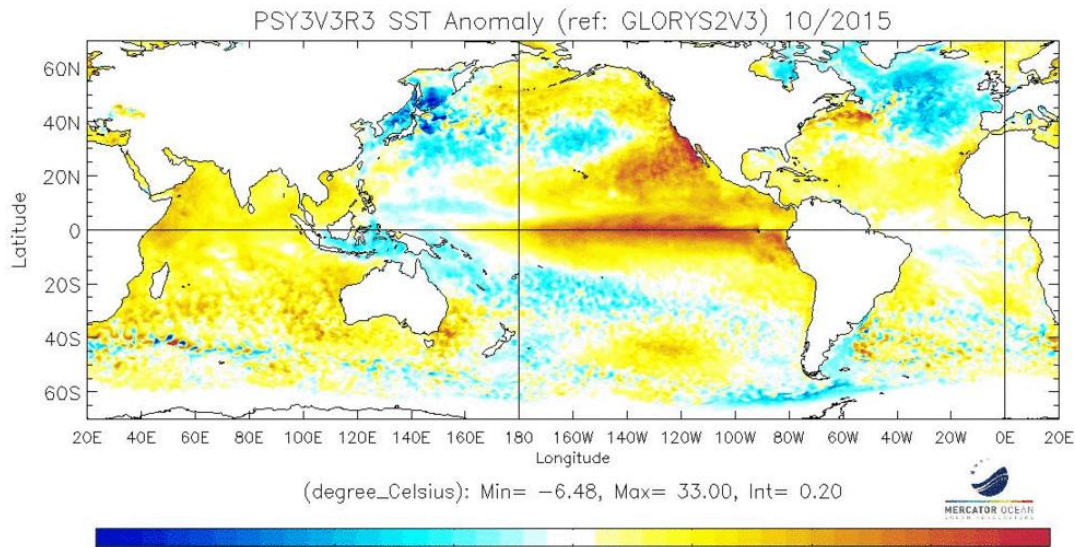 PSY3V3R3 SST Anomaly (ref: GLORYS2V3) 10/2015
60N
40N
20N
0
20S
40S
60S
Latitude
20E 40E 60E 80E 100E 120E 140E 160E 180 160W 140W 120W 100W 80W 60W 40W 20W 0E 20E
Longitude
(degree_Celsius): Min= -6.48, Max= 33.00, Int= 0.20
MERCATOR OCEAN
OCEAN FORECASTERS